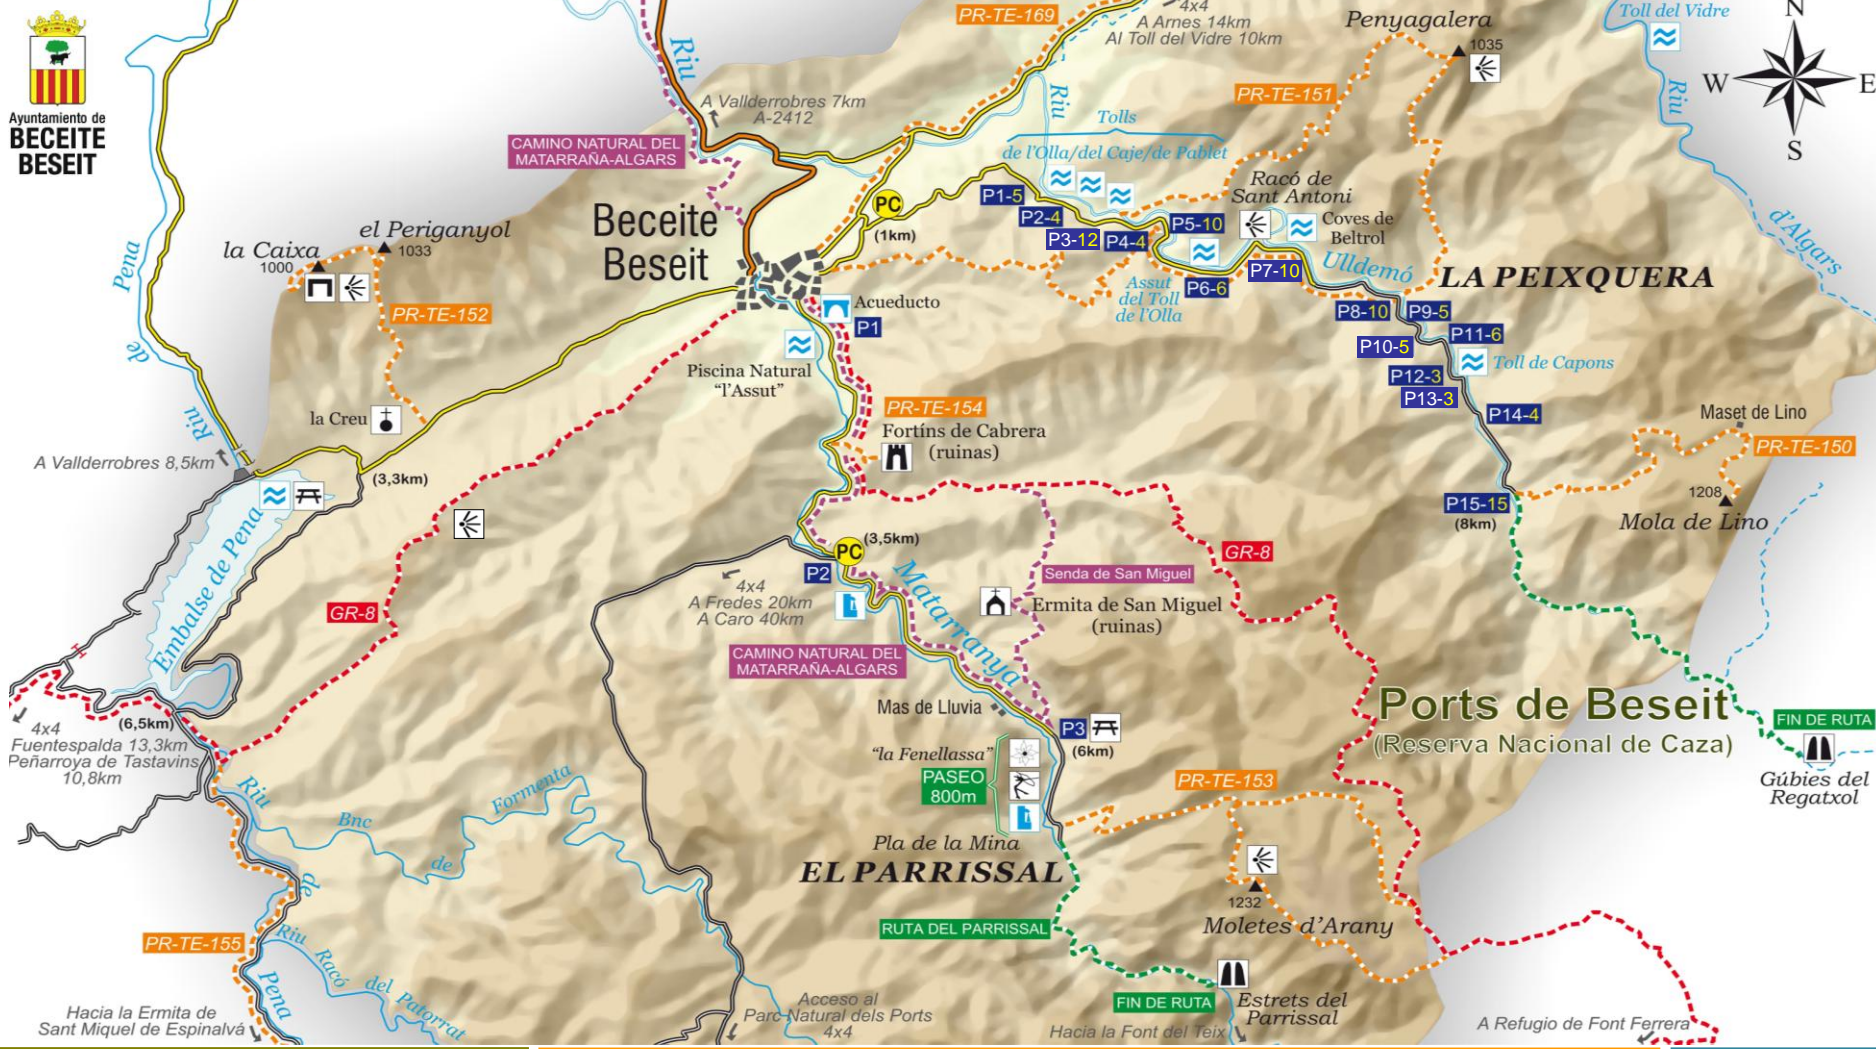 Ayuntamiento de
BECEITE
BESEIT
PR-TE-169
4x4
A Arnes 14km
Al Toll del Vidre 10km
Penyagalera
1035
Toll del Vidre
N
W
E
S
Riu
d'Algars
Riu
A Vallderrobres 7km
A-2412
CAMINO NATURAL DEL
MATARRAÑA-ALGARS
Riu
Tolls
de l'Olla/del Caje/de Pablet
PR-TE-151
Racó de
Sant Antoni
Coves de
Beltrol
Ulldemó
LA PEIXQUERA
PC
(1km)
P1-5
P2-4
P3-12
P4-4
P5-10
P6-6
P7-10
P8-10
P9-5
P10-5
P11-6
P12-3
P13-3
P14-4
P15-15
(8km)
Assut
del Toll
de l'Olla
Toll de Capons
Maset de Lino
PR-TE-150
1208
Mola de Lino
Beceite
Beseit
el Periganyol
1033
la Caixa
1000
PR-TE-152
la Creu
Riu
de
Pena
A Vallderrobres 8,5km
(3,3km)
Embalse de Pena
GR-8
Acueducto
P1
Piscina Natural
“l'Assut”
PR-TE-154
Fortíns de Cabrera
(ruinas)
PC
(3,5km)
P2
4x4
A Fredes 20km
A Caro 40km
Matarranya
CAMINO NATURAL DEL
MATARRAÑA-ALGARS
Senda de San Miguel
Ermita de San Miguel
(ruinas)
GR-8
Mas de Lluvia
P3
(6km)
“la Fenellassa”
PASEO
800m
Pla de la Mina
EL PARRISSAL
PR-TE-153
1232
Moletes d'Arany
RUTA DEL PARRISSAL
FIN DE RUTA
Estrets del
Parrissal
Hacia la Font del Teix
Ports de Beseit
(Reserva Nacional de Caza)
FIN DE RUTA
Gúbies del
Regatxol
A Refugio de Font Ferrera
(6,5km)
4x4
Fuentespalda 13,3km
Peñarroya de Tastavins
10,8km
Riu
de
Pena
Bnc
de
Formenta
PR-TE-155
Riu
Racó
del Patorrat
Hacia la Ermita de
Sant Miquel de Espinalvá
Acceso al
Parc Natural dels Ports
4x4